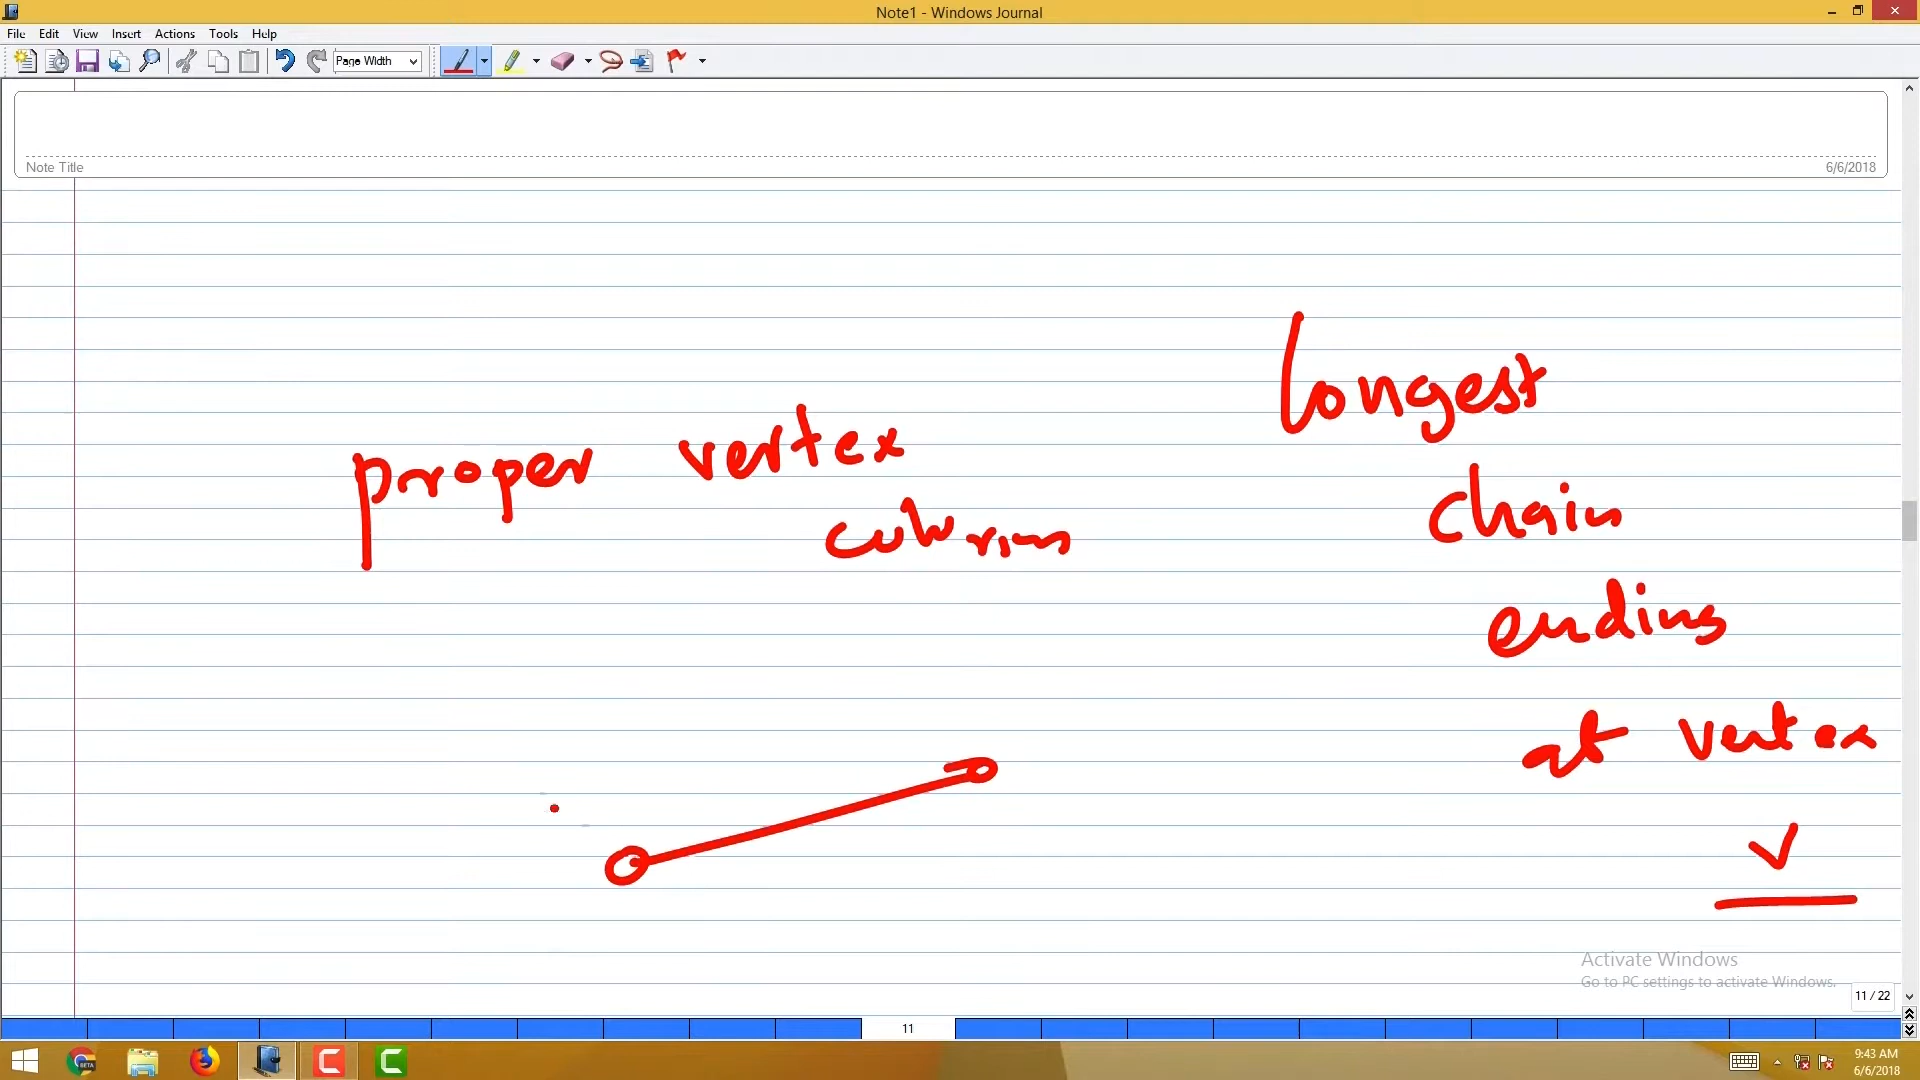 Note1 - Windows Journal
File Edit View Insert Actions Tools Help
Page Width
Note Title
6/6/2018
proper vertex
colorins
Longest
chain
ending
at vertex
v
Activate Windows
Go to PC settings to activate Windows.
11 / 22
11
BETA
9:43 AM
6/6/2018